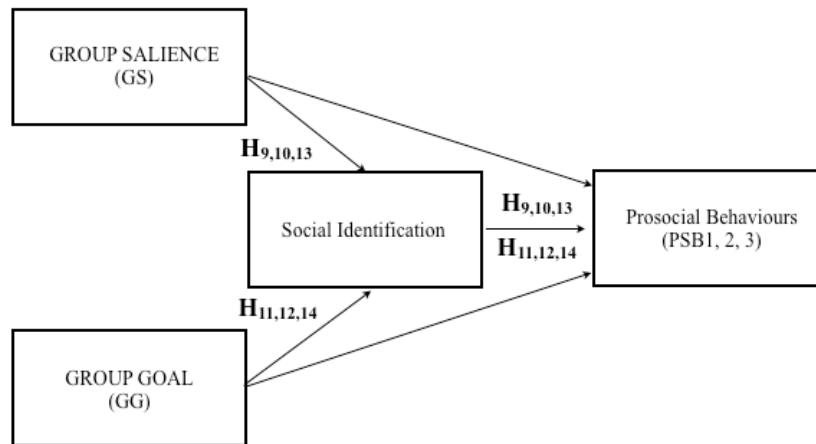 GROUP SALIENCE
(GS)
H9,10,13
Social Identification
H9,10,13
H11,12,14
Prosocial Behaviours
(PSB1, 2, 3)
H11,12,14
GROUP GOAL
(GG)